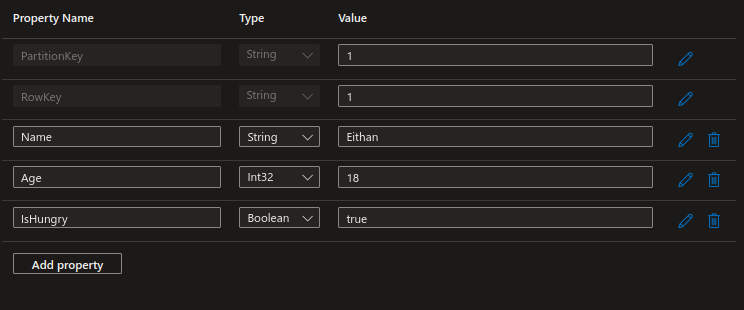 Property Name Type Value
PartitionKey String 1
RowKey String 1
Name String Eithan
Age Int32 18
IsHungry Boolean true
Add property